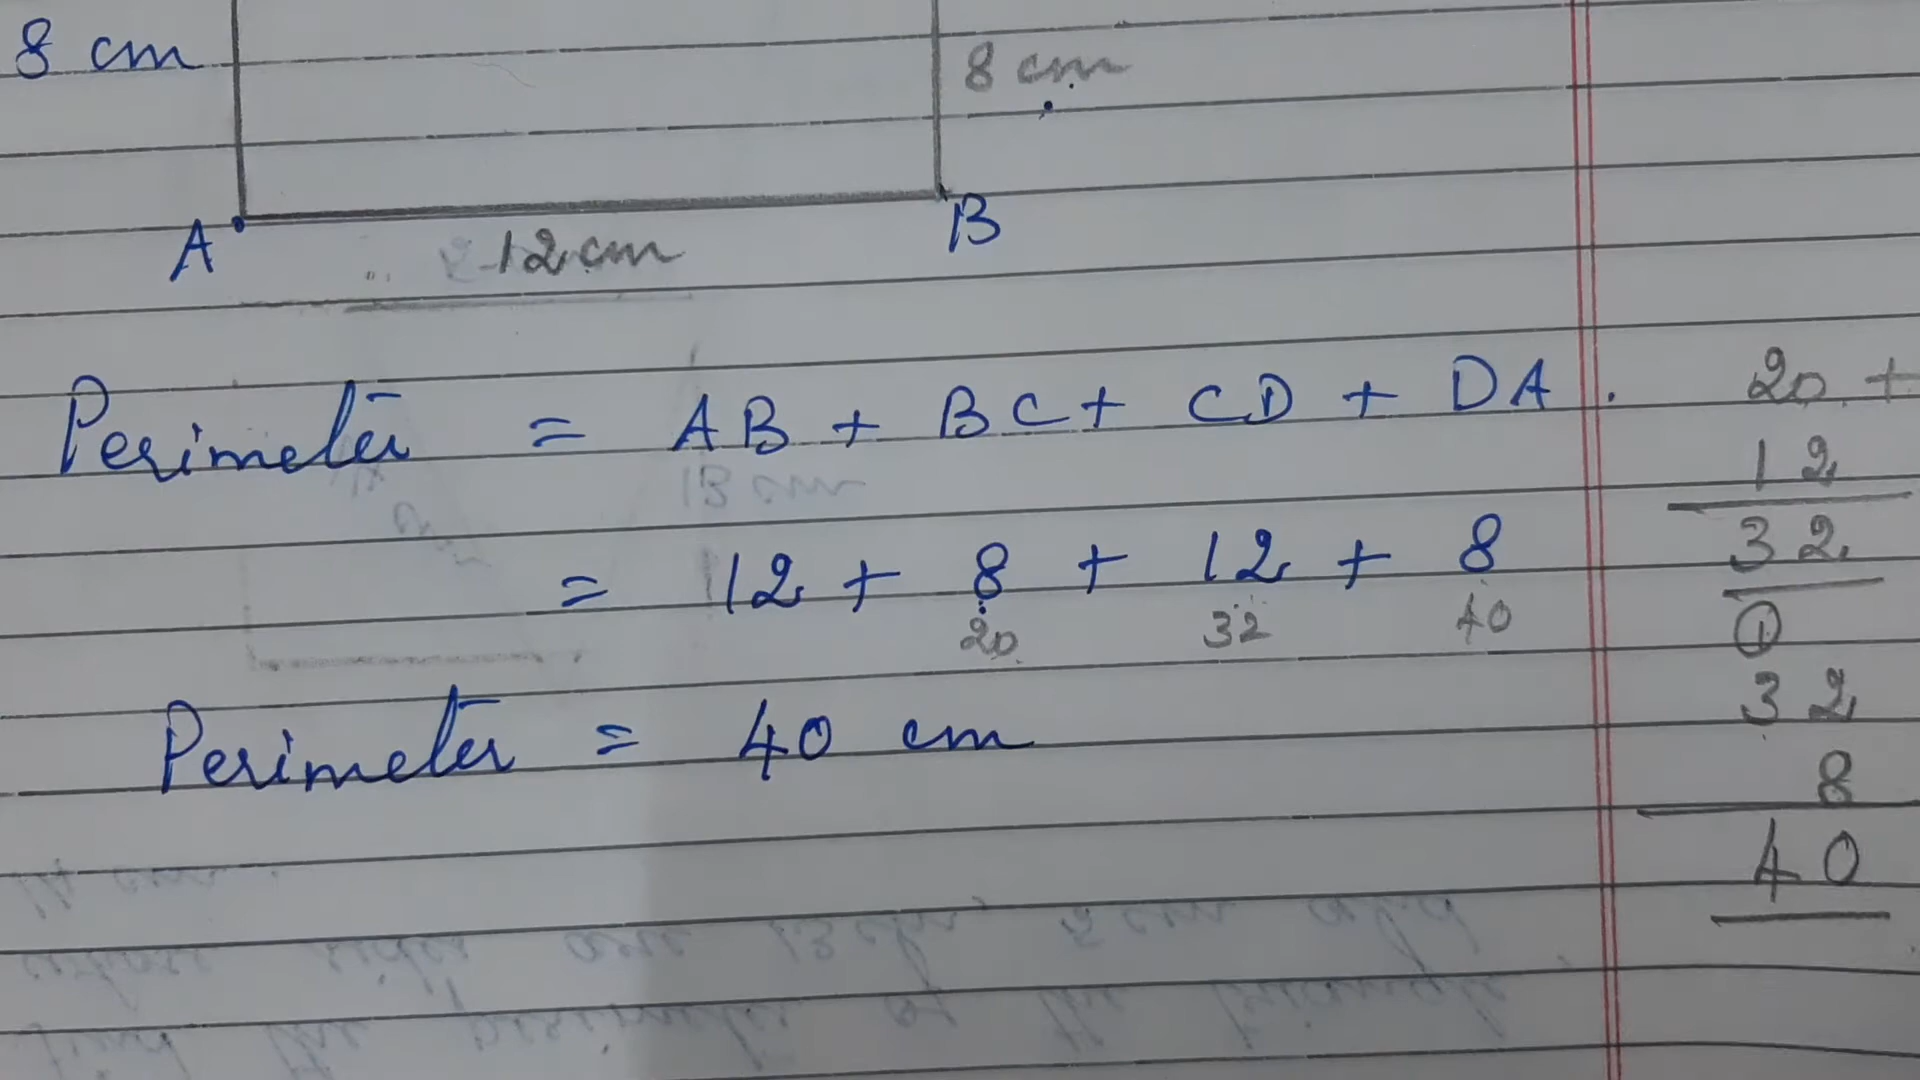 8 cm
8 cm
A
B
12 cm
Perimeter = AB + BC + CD + DA.
= 12 + 8 + 12 + 8
20 32 40
Perimeter = 40 cm
20 +
12
32
1
32
8
40